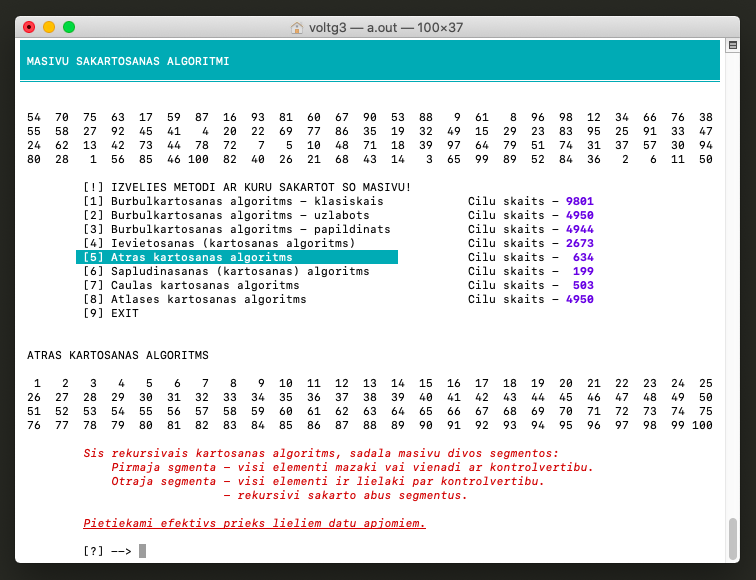 voltg3 — a.out — 100×37
MASIVU SAKARTOSANAS ALGORITMI
54 70 75 63 17 59 87 16 93 81 60 67 90 53 88 9 61 8 96 98 12 34 66 76 38
55 58 27 92 45 41 4 20 22 69 77 86 35 19 32 49 15 29 23 83 95 25 91 33 47
24 62 13 42 73 44 78 72 7 5 10 48 71 18 39 97 64 79 51 74 31 37 57 30 94
80 28 1 56 85 46 100 82 40 26 21 68 43 14 3 65 99 89 52 84 36 2 6 11 50
[!] IZVELIES METODI AR KURU SAKARTOT SO MASIVU!
[1] Burbulkartosanas algoritms – klasiskais Cilu skaits – 9801
[2] Burbulkartosanas algoritms – uzlabots Cilu skaits – 4950
[3] Burbulkartosanas algoritms – papildinats Cilu skaits – 4944
[4] Ievietosanas (kartosanas algoritms) Cilu skaits – 2673
[5] Atras kartosanas algoritms Cilu skaits – 634
[6] Sapludinasanas (kartosanas) algoritms Cilu skaits – 199
[7] Caulas kartosanas algoritms Cilu skaits – 503
[8] Atlases kartosanas algoritms Cilu skaits – 4950
[9] EXIT
ATRAS KARTOSANAS ALGORITMS
1 2 3 4 5 6 7 8 9 10 11 12 13 14 15 16 17 18 19 20 21 22 23 24 25
26 27 28 29 30 31 32 33 34 35 36 37 38 39 40 41 42 43 44 45 46 47 48 49 50
51 52 53 54 55 56 57 58 59 60 61 62 63 64 65 66 67 68 69 70 71 72 73 74 75
76 77 78 79 80 81 82 83 84 85 86 87 88 89 90 91 92 93 94 95 96 97 98 99 100
Sis rekursivais kartosanas algoritms, sadala masivu divos segmentos:
Pirmaja sgmenta – visi elementi mazaki vai vienadi ar kontrolvertibu.
Otraja segmenta – visi elementi ir lielaki par kontrolvertibu.
– rekursivi sakarto abus segmentus.
Pietiekami efektivs prieks lieliem datu apjomiem.
[?] -->